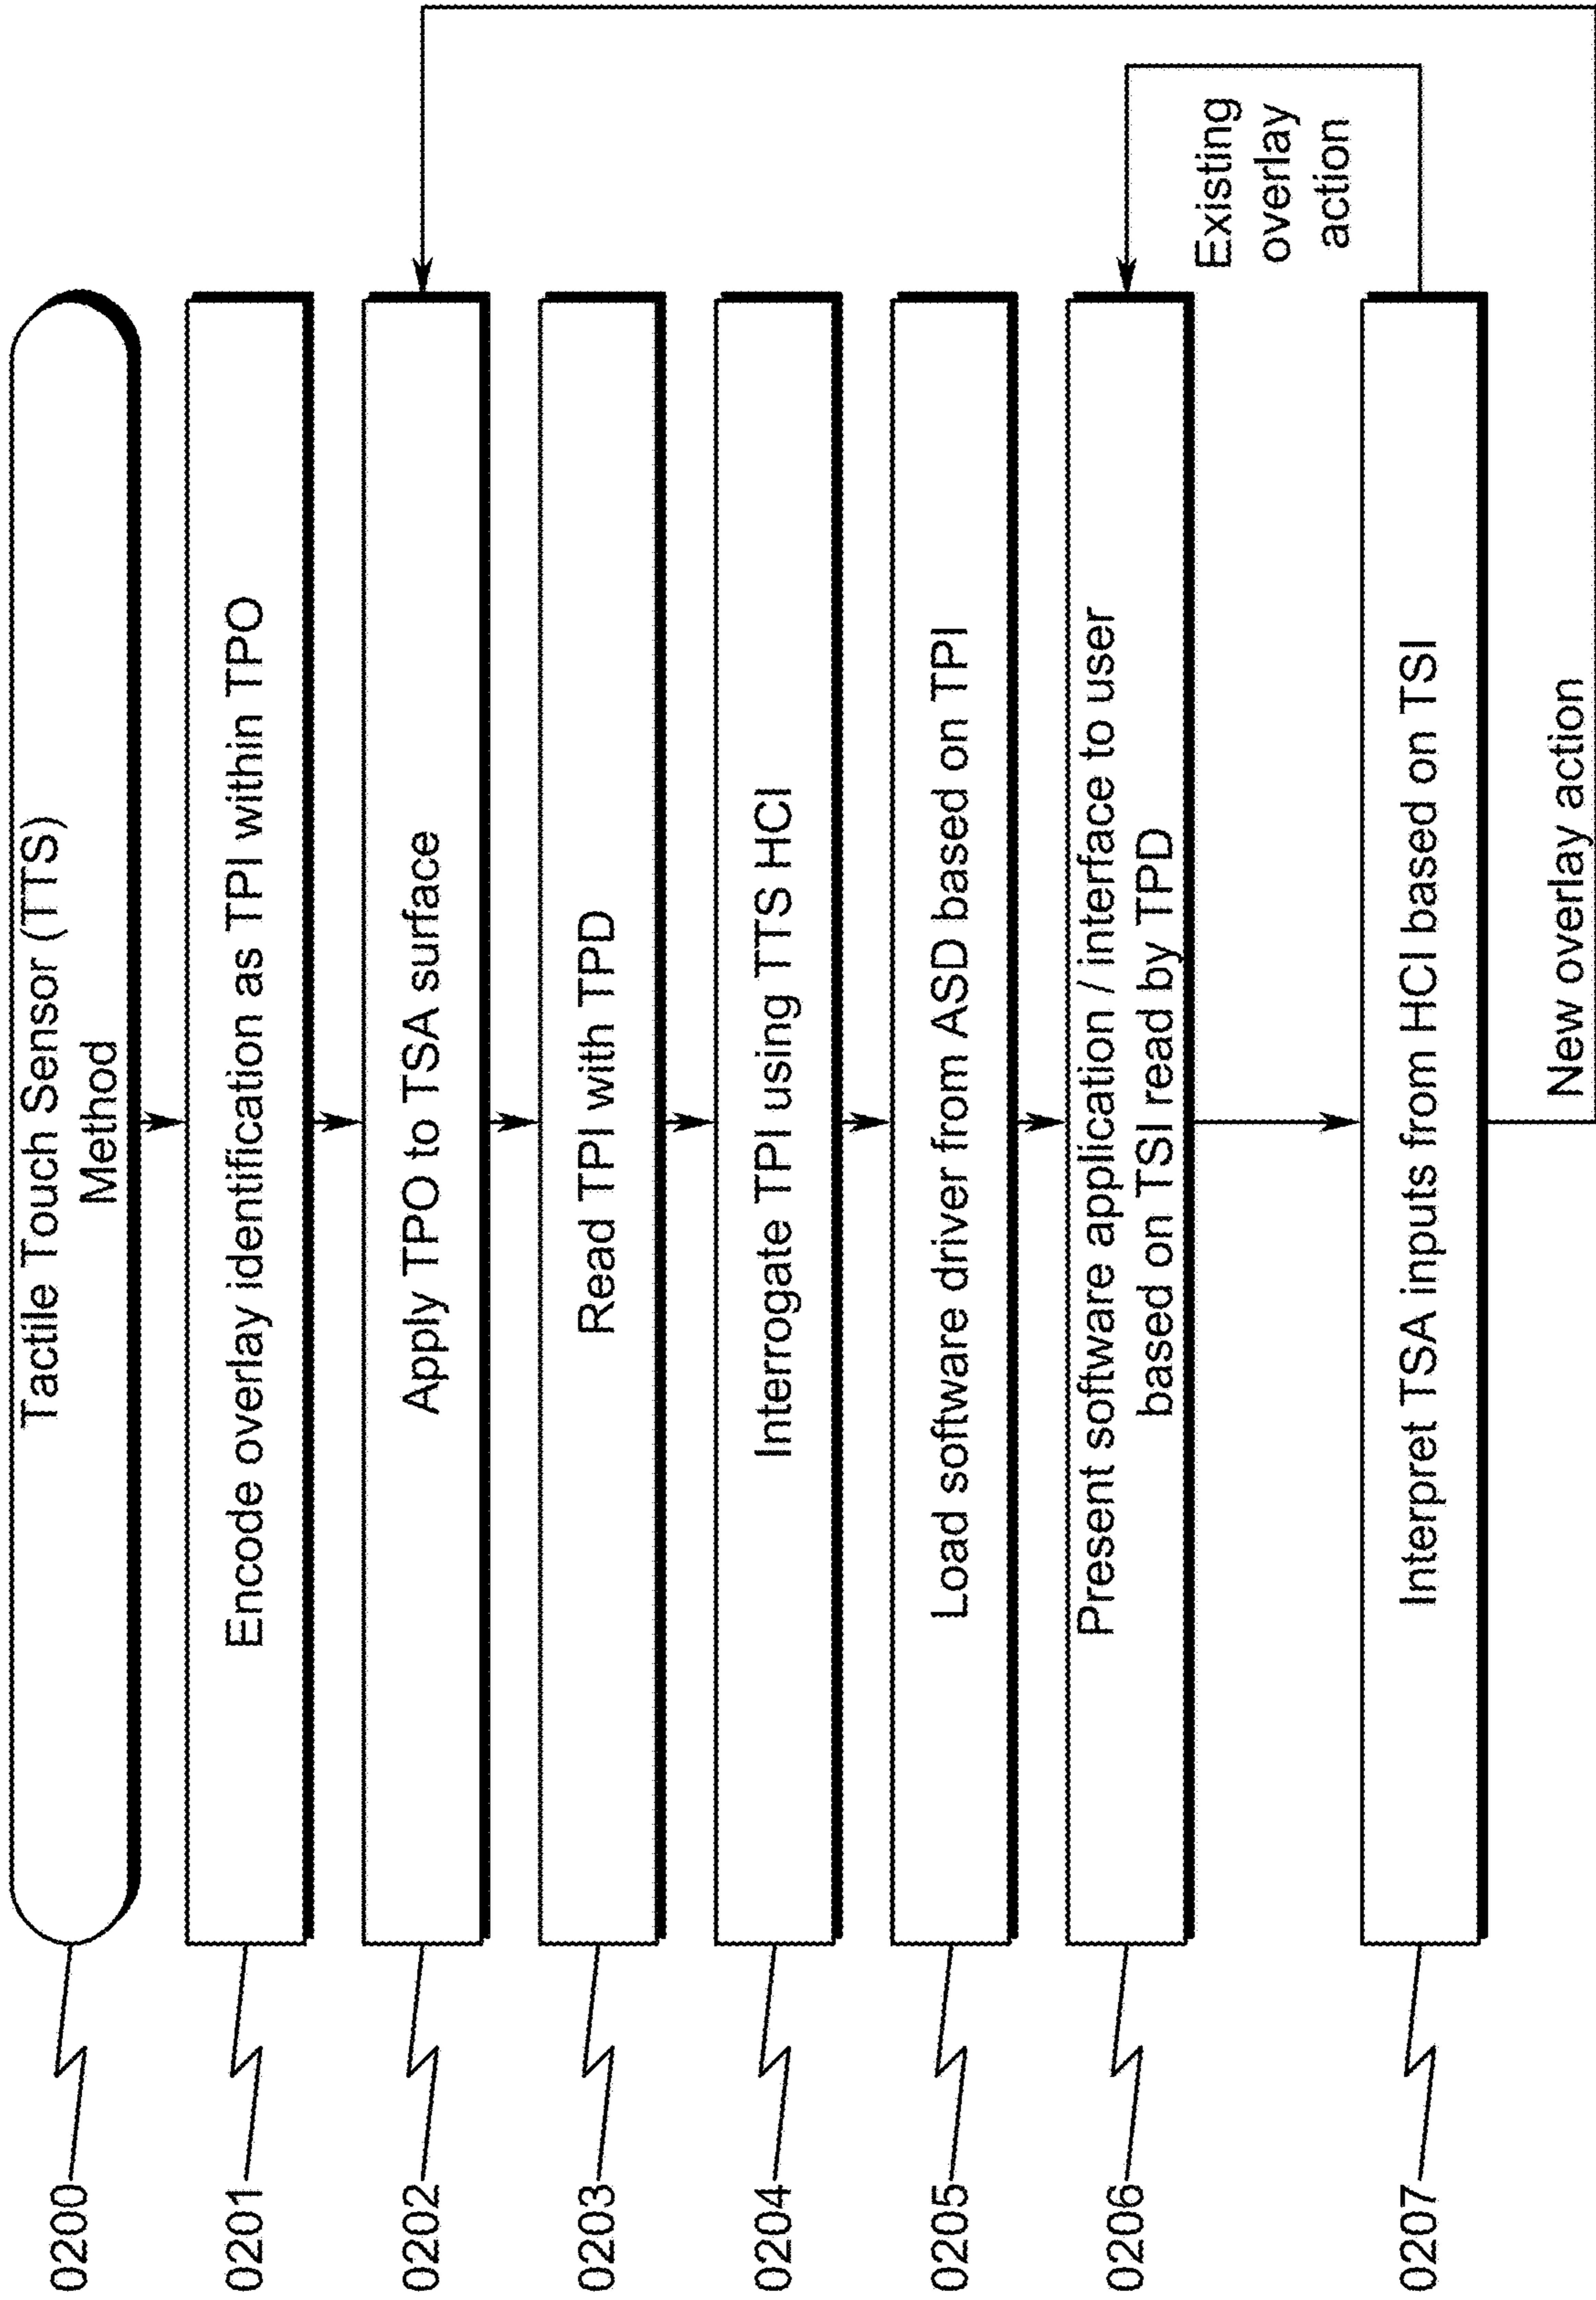 0200
Tactile Touch Sensor (TTS)
Method
0201
Encode overlay identification as TPI within TPO
0202
Apply TPO to TSA surface
0203
Read TPI with TPD
0204
Interrogate TPI using TTS HCI
0205
Load software driver from ASD based on TPI
0206
Present software application / interface to user
based on TSI read by TPD
Existing
overlay
action
0207
Interpret TSA inputs from HCI based on TSI
New overlay action